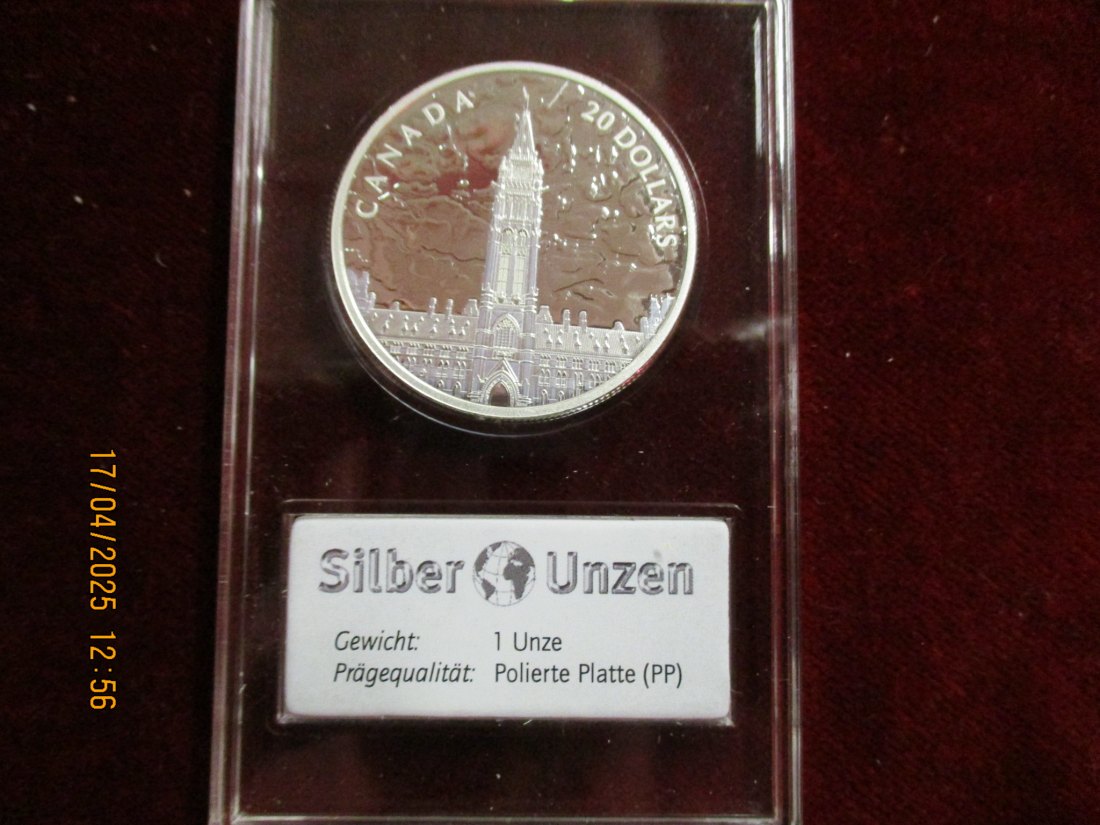 CANADA
20 DOLLARS
Silber Unzen
Gewicht: 1 Unze
Prägequalität: Polierte Platte (PP)
17/04/2025 12:56